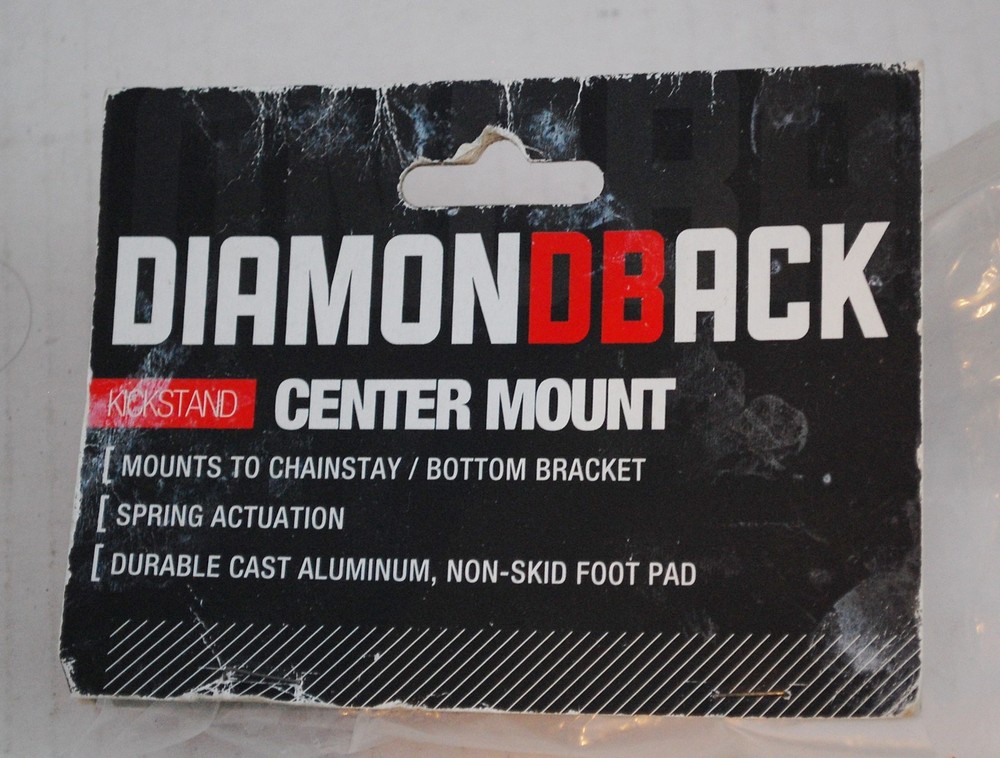 DIAMONDBACK
KICKSTAND CENTER MOUNT
[ MOUNTS TO CHAINSTAY / BOTTOM BRACKET
[ SPRING ACTUATION
[ DURABLE CAST ALUMINUM, NON-SKID FOOT PAD